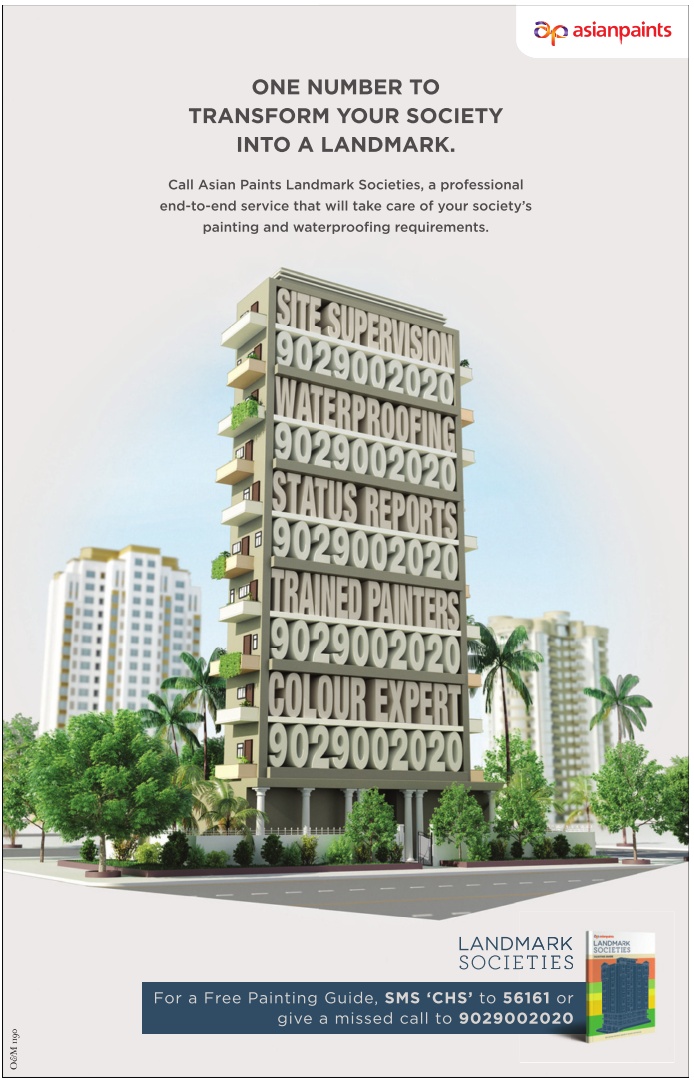 asianpaints
ONE NUMBER TO
TRANSFORM YOUR SOCIETY
INTO A LANDMARK.
Call Asian Paints Landmark Societies, a professional
end-to-end service that will take care of your society's
painting and waterproofing requirements.
SITE SUPERVISION
9029002020
WATERPROOFING
9029002020
STATUS REPORTS
9029002020
TRAINED PAINTERS
9029002020
COLOUR EXPERT
9029002020
LANDMARK
SOCIETIES
For a Free Painting Guide, SMS 'CHS' to 56161 or
give a missed call to 9029002020
asianpaints
LANDMARK
SOCIETIES
O&M 1190